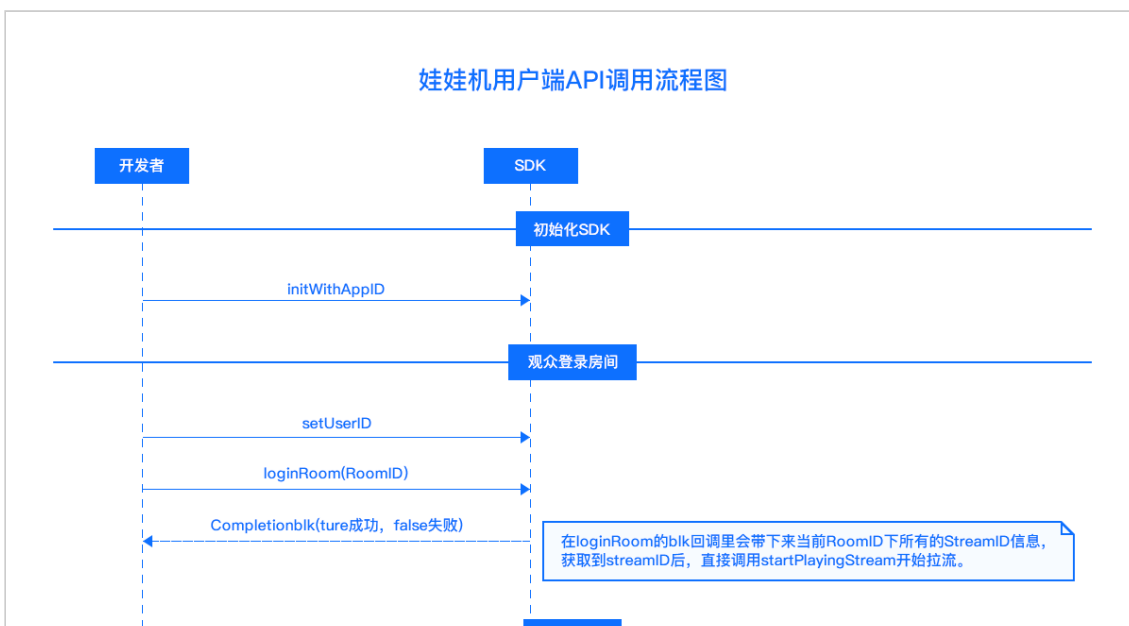 娃娃机用户端API调用流程图
开发者
SDK
初始化SDK
initWithAppID
观众登录房间
setUserID
loginRoom(RoomID)
Completionblk(ture成功，false失败)
在loginRoom的blk回调里会带下来当前RoomID下所有的StreamID信息，
获取到streamID后，直接调用startPlayingStream开始拉流。